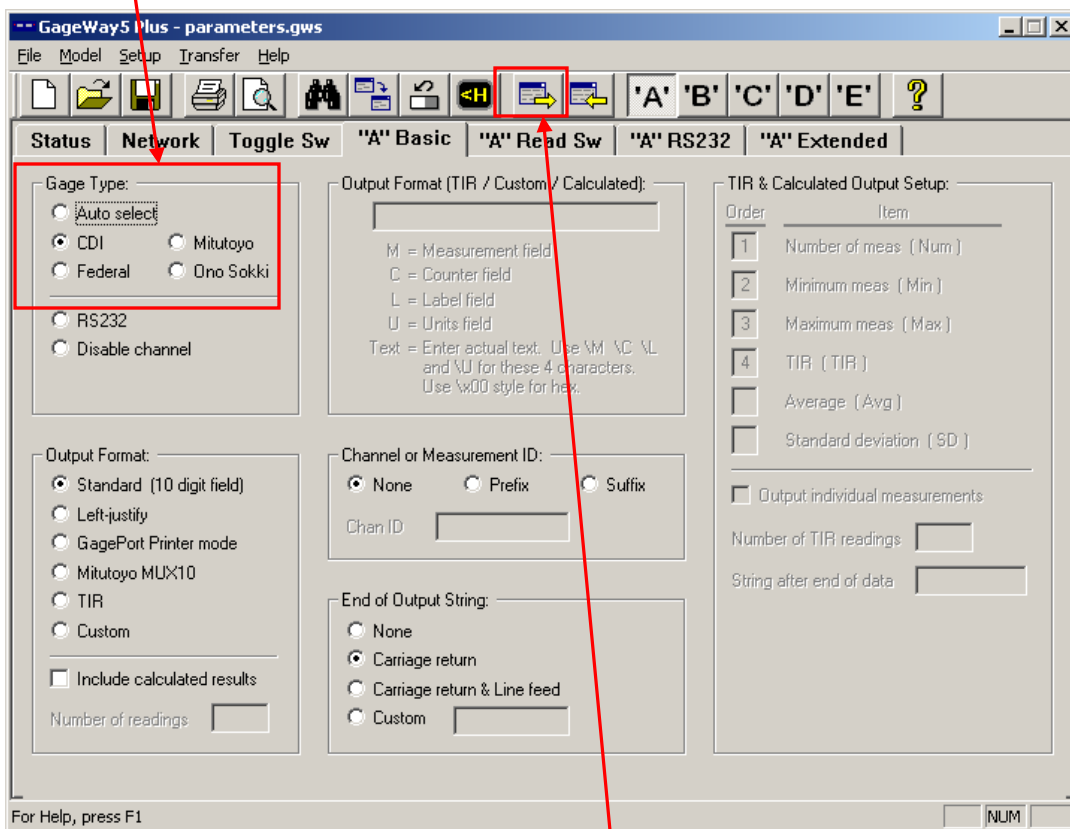 GageWay5 Plus - parameters.gws
File Model Setup Transfer Help
<H 'A' 'B' 'C' 'D' 'E' ?
Status Network Toggle Sw "A" Basic "A" Read Sw "A" RS232 "A" Extended
Gage Type:
Auto select
CDI Mitutoyo
Federal Ono Sokki
RS232
Disable channel
Output Format:
Standard (10 digit field)
Left-justify
GagePort Printer mode
Mitutoyo MUX10
TIR
Custom
Include calculated results
Number of readings
Output Format (TIR / Custom / Calculated):
M = Measurement field
C = Counter field
L = Label field
U = Units field
Text = Enter actual text. Use \M \C \L
and \U for these 4 characters.
Use \x00 style for hex.
Channel or Measurement ID:
None Prefix Suffix
Chan ID
End of Output String:
None
Carriage return
Carriage return & Line feed
Custom
TIR & Calculated Output Setup:
Order Item
1 Number of meas ( Num )
2 Minimum meas ( Min )
3 Maximum meas ( Max )
4 TIR ( TIR )
Average ( Avg )
Standard deviation ( SD )
Output individual measurements
Number of TIR readings
String after end of data
For Help, press F1
NUM